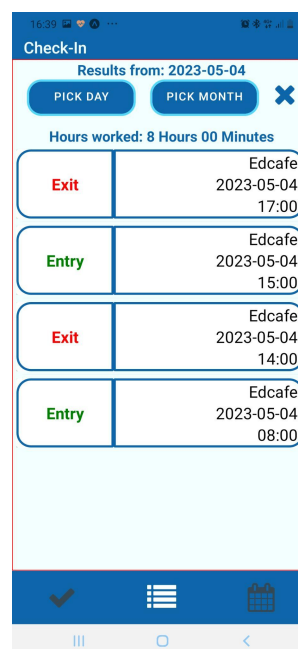 16:39
Check-In
Results from: 2023-05-04
PICK DAY
PICK MONTH
Hours worked: 8 Hours 00 Minutes
Exit
Edcafe
2023-05-04
17:00
Entry
Edcafe
2023-05-04
15:00
Exit
Edcafe
2023-05-04
14:00
Entry
Edcafe
2023-05-04
08:00